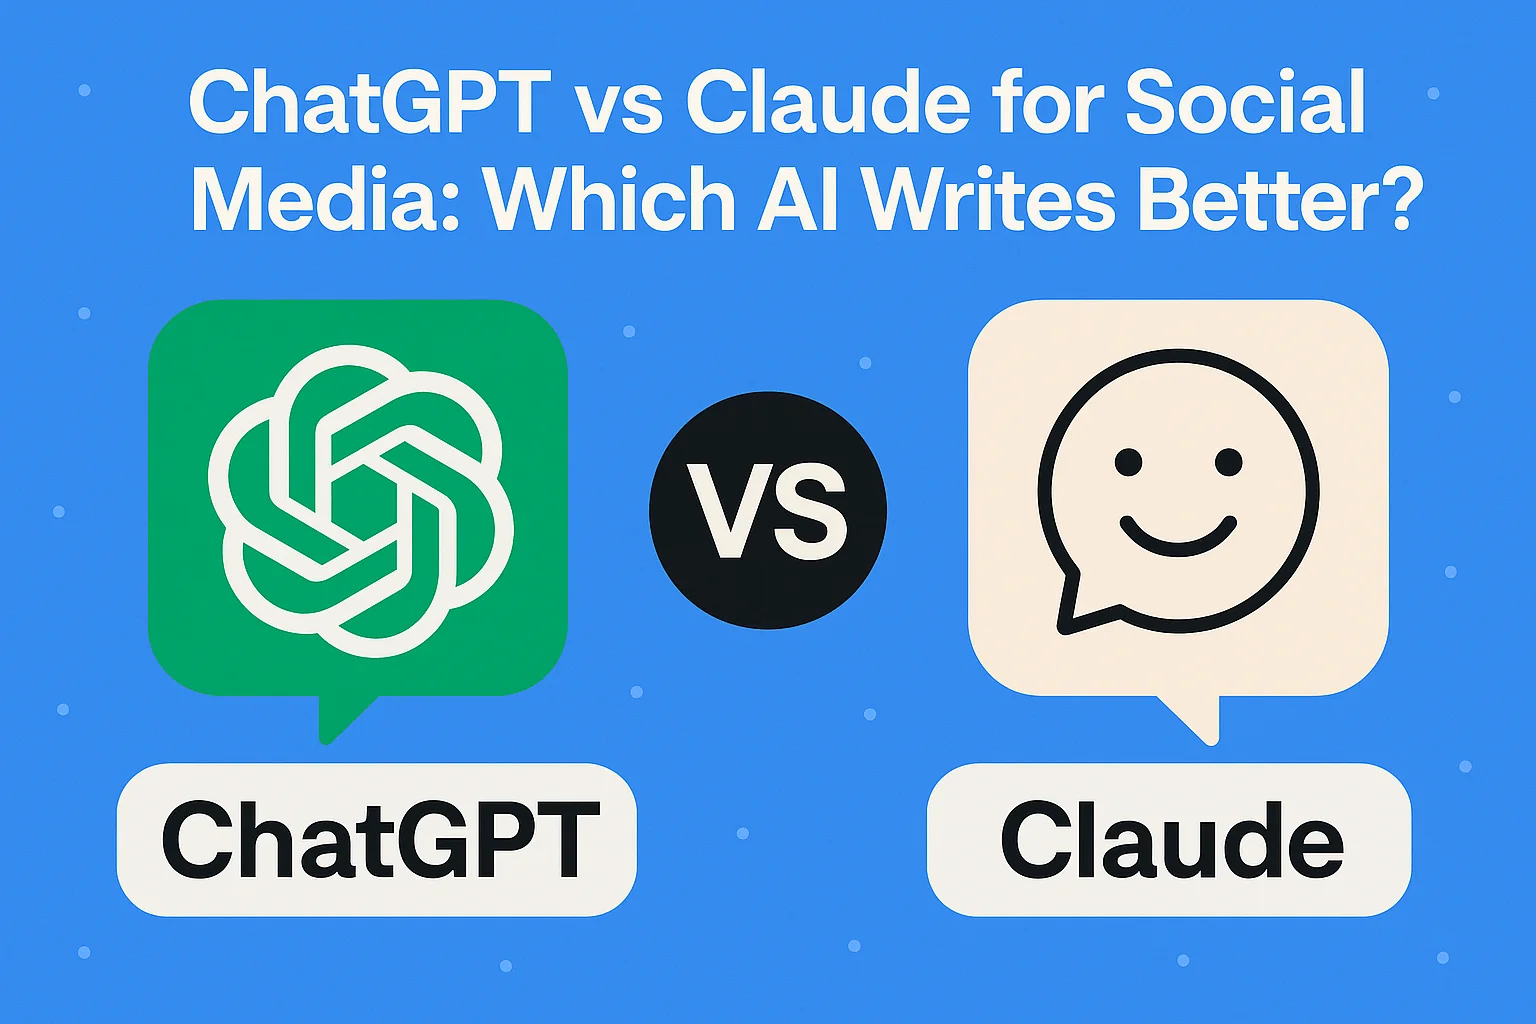 ChatGPT vs Claude for Social
Media: Which AI Writes Better?
VS
ChatGPT
Claude